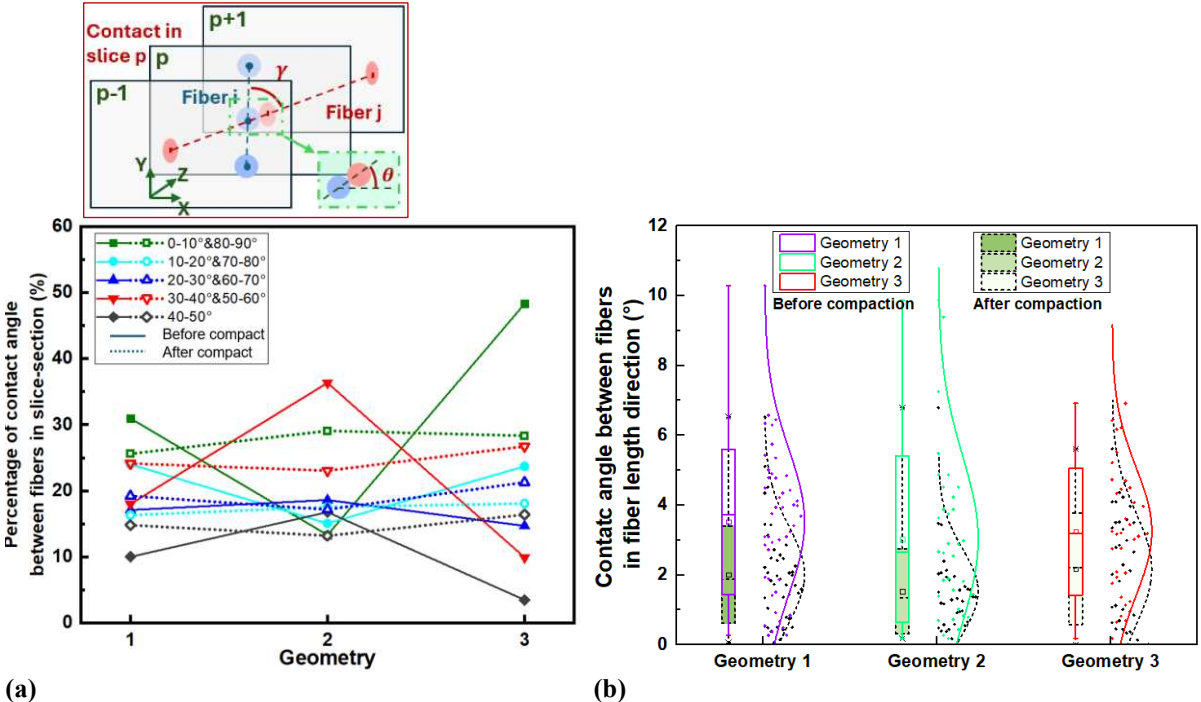 p+1
Contact in
slice p
p
γ
p-1
Fiber i
Fiber j
Y
Z
X
θ
Percentage of contact angle
between fibers in slice-section (%)
60
50
40
30
20
10
0
0-10°&80-90°
10-20°&70-80°
20-30°&60-70°
30-40°&50-60°
40-50°
Before compact
After compact
1
2
3
Geometry
(a)
Contatc angle between fibers
in fiber length direction (°)
12
10
8
6
4
2
0
Geometry 1
Geometry 2
Geometry 3
Before compaction
Geometry 1
Geometry 2
Geometry 3
After compaction
Geometry 1
Geometry 2
Geometry 3
(b)